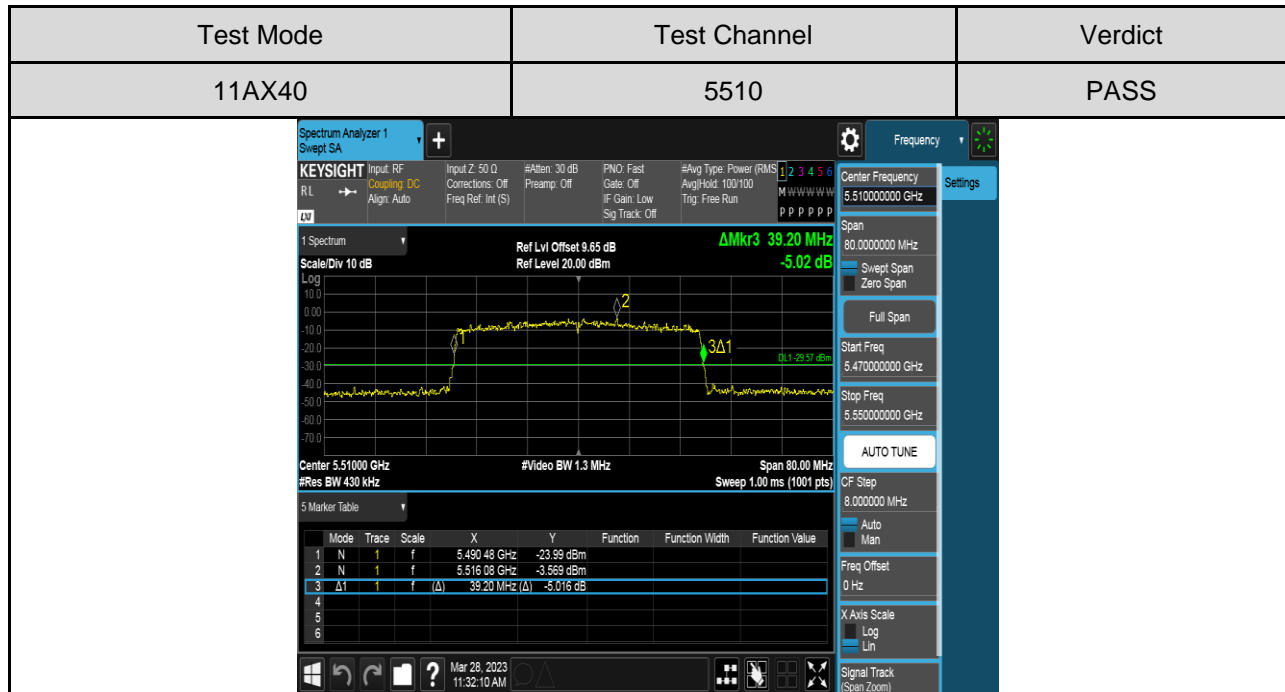 Test Mode Test Channel Verdict
11AX40 5510 PASS
Spectrum Analyzer 1
Swept SA
+
Frequency
KEYSIGHT Input: RF Input Z: 50 Ω #Atten: 30 dB PNO: Fast #Avg Type: Power (RMS 1 2 3 4 5 6
RL Coupling: DC Corrections: Off Preamp: Off Gate: Off Avg|Hold: 100/100 M W W W W W
Align: Auto Freq Ref: Int (S) IF Gain: Low Trig: Free Run
LXI Sig Track: Off P P P P P P
1 Spectrum Ref Lvl Offset 9.65 dB ΔMkr3 39.20 MHz
Scale/Div 10 dB Ref Level 20.00 dBm -5.02 dB
Log
10.0
0.00
-10.0
-20.0
-30.0
-40.0
-50.0
-60.0
-70.0
1
2
3Δ1
DL1 -29.57 dBm
Center 5.51000 GHz #Video BW 1.3 MHz Span 80.00 MHz
#Res BW 430 kHz Sweep 1.00 ms (1001 pts)
5 Marker Table
Mode Trace Scale X Y Function Function Width Function Value
1 N 1 f 5.490 48 GHz -23.99 dBm
2 N 1 f 5.516 08 GHz -3.569 dBm
3 Δ1 1 f (Δ) 39.20 MHz (Δ) -5.016 dB
4
5
6
? Mar 28, 2023
11:32:10 AM
Center Frequency
5.510000000 GHz
Settings
Span
80.0000000 MHz
Swept Span
Zero Span
Full Span
Start Freq
5.470000000 GHz
Stop Freq
5.550000000 GHz
AUTO TUNE
CF Step
8.000000 MHz
Auto
Man
Freq Offset
0 Hz
X Axis Scale
Log
Lin
Signal Track
(Span Zoom)